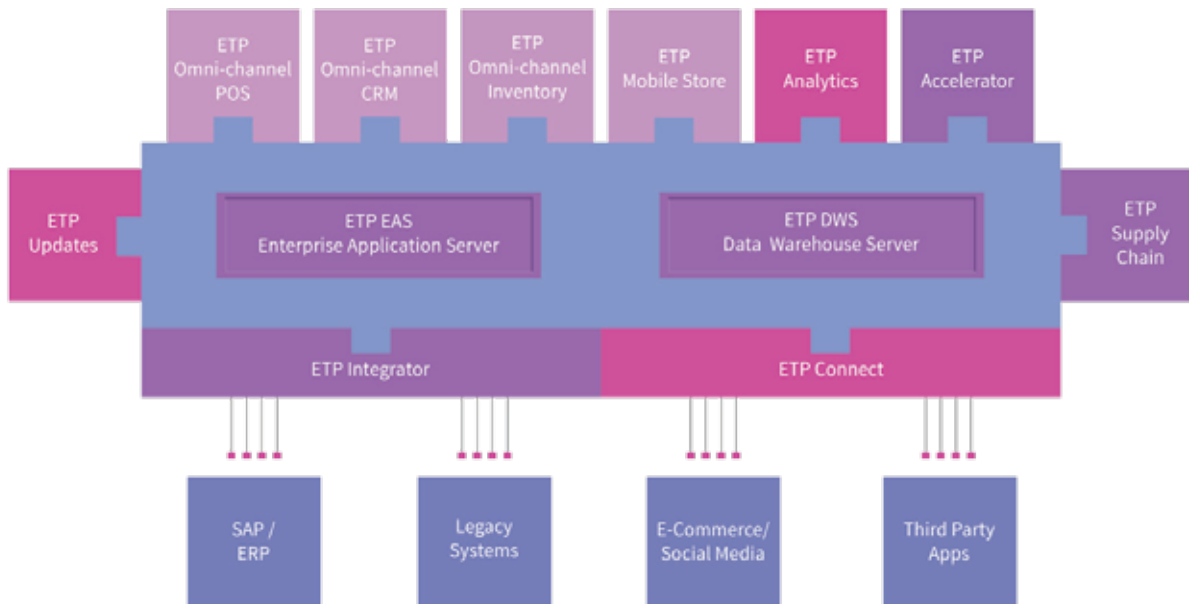 ETP
Omni-channel
POS
ETP
Omni-channel
CRM
ETP
Omni-channel
Inventory
ETP
Mobile Store
ETP
Analytics
ETP
Accelerator
ETP
Updates
ETP EAS
Enterprise Application Server
ETP DWS
Data Warehouse Server
ETP
Supply
Chain
ETP Integrator
ETP Connect
SAP /
ERP
Legacy
Systems
E-Commerce/
Social Media
Third Party
Apps